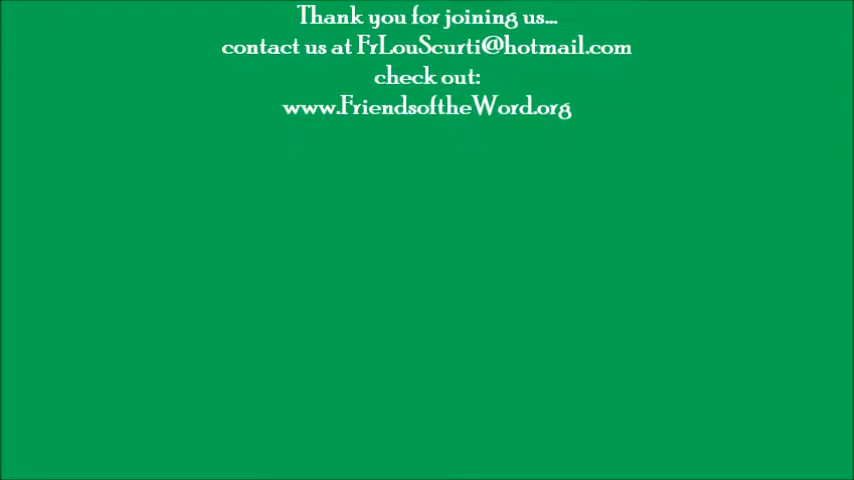 Thank you for joining us...
contact us at FrLouScurti@hotmail.com
check out:
www.FriendsoftheWord.org